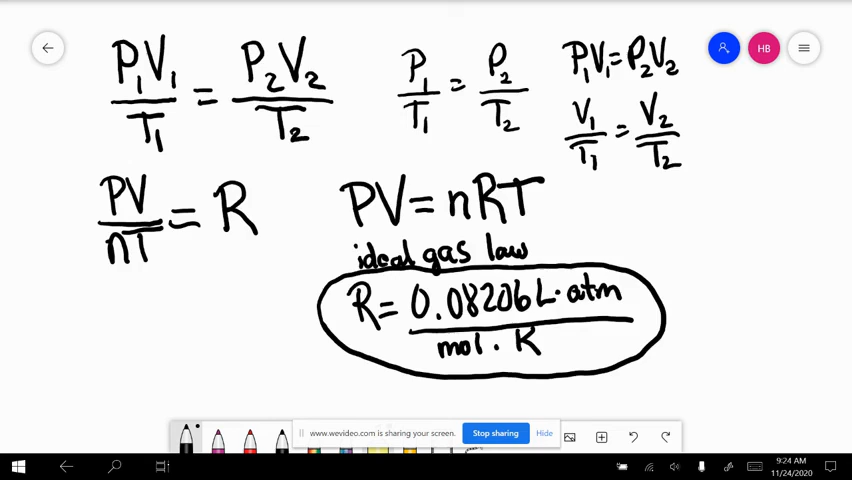 P₁V₁/T₁ = P₂V₂/T₂
P₁/T₁ = P₂/T₂
P₁V₁=P₂V₂
V₁/T₁ = V₂/T₂
HB
PV/nT = R
PV=nRT
ideal gas law
R= 0.08206 L·atm/mol·K
www.wevideo.com is sharing your screen.
Stop sharing
Hide
9:24 AM
11/24/2020